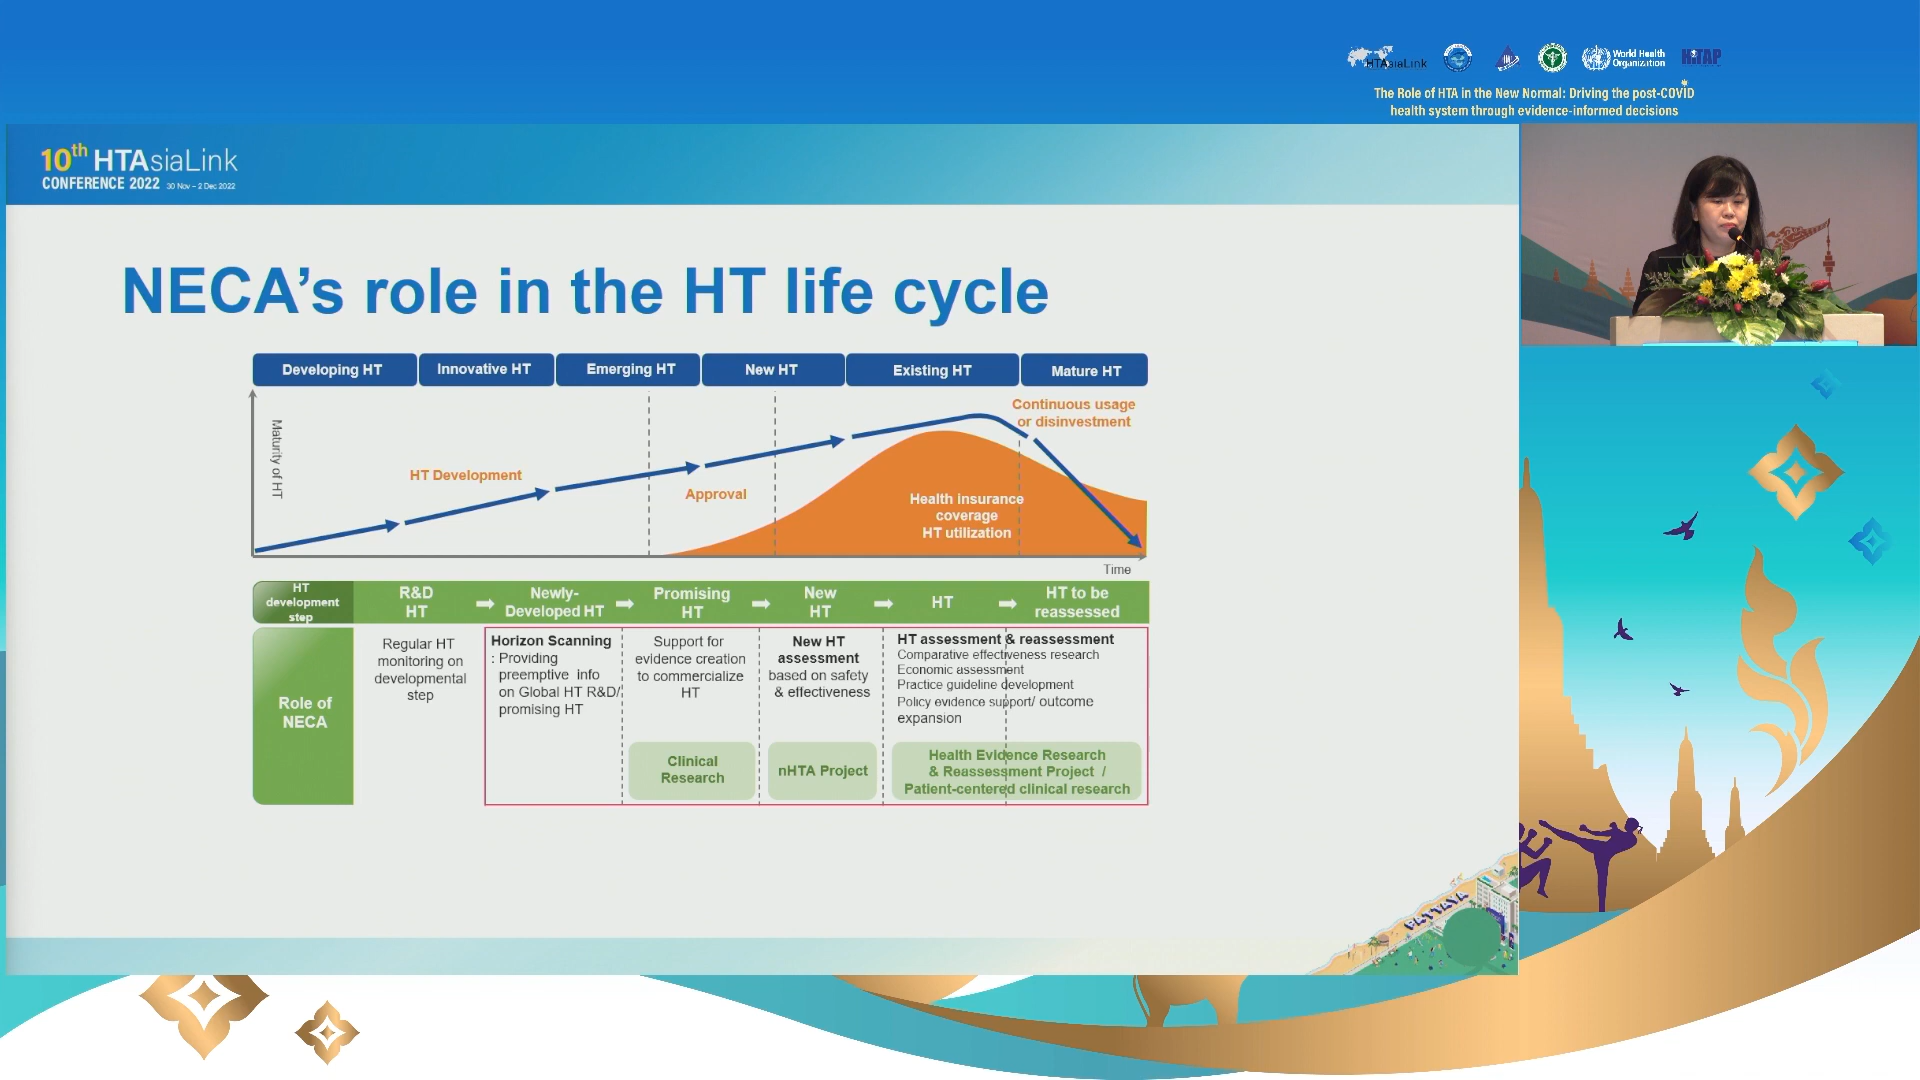 HTAsiaLink
World Health
Organization
HITAP
The Role of HTA in the New Normal: Driving the post-COVID
health system through evidence-informed decisions
10th HTAsiaLink
CONFERENCE 2022 30 Nov – 2 Dec 2022
NECA's role in the HT life cycle
Developing HT
Innovative HT
Emerging HT
New HT
Existing HT
Mature HT
Maturity of HT
HT Development
Approval
Continuous usage
or disinvestment
Health insurance
coverage
HT utilization
Time
HT
development
step
R&D
HT
Newly-
Developed HT
Promising
HT
New
HT
HT
HT to be
reassessed
Role of
NECA
Regular HT
monitoring on
developmental
step
Horizon Scanning
: Providing
preemptive info
on Global HT R&D/
promising HT
Support for
evidence creation
to commercialize
HT
Clinical
Research
New HT
assessment
based on safety
& effectiveness
nHTA Project
HT assessment & reassessment
Comparative effectiveness research
Economic assessment
Practice guideline development
Policy evidence support/ outcome
expansion
Health Evidence Research
& Reassessment Project /
Patient-centered clinical research
PATTAYA